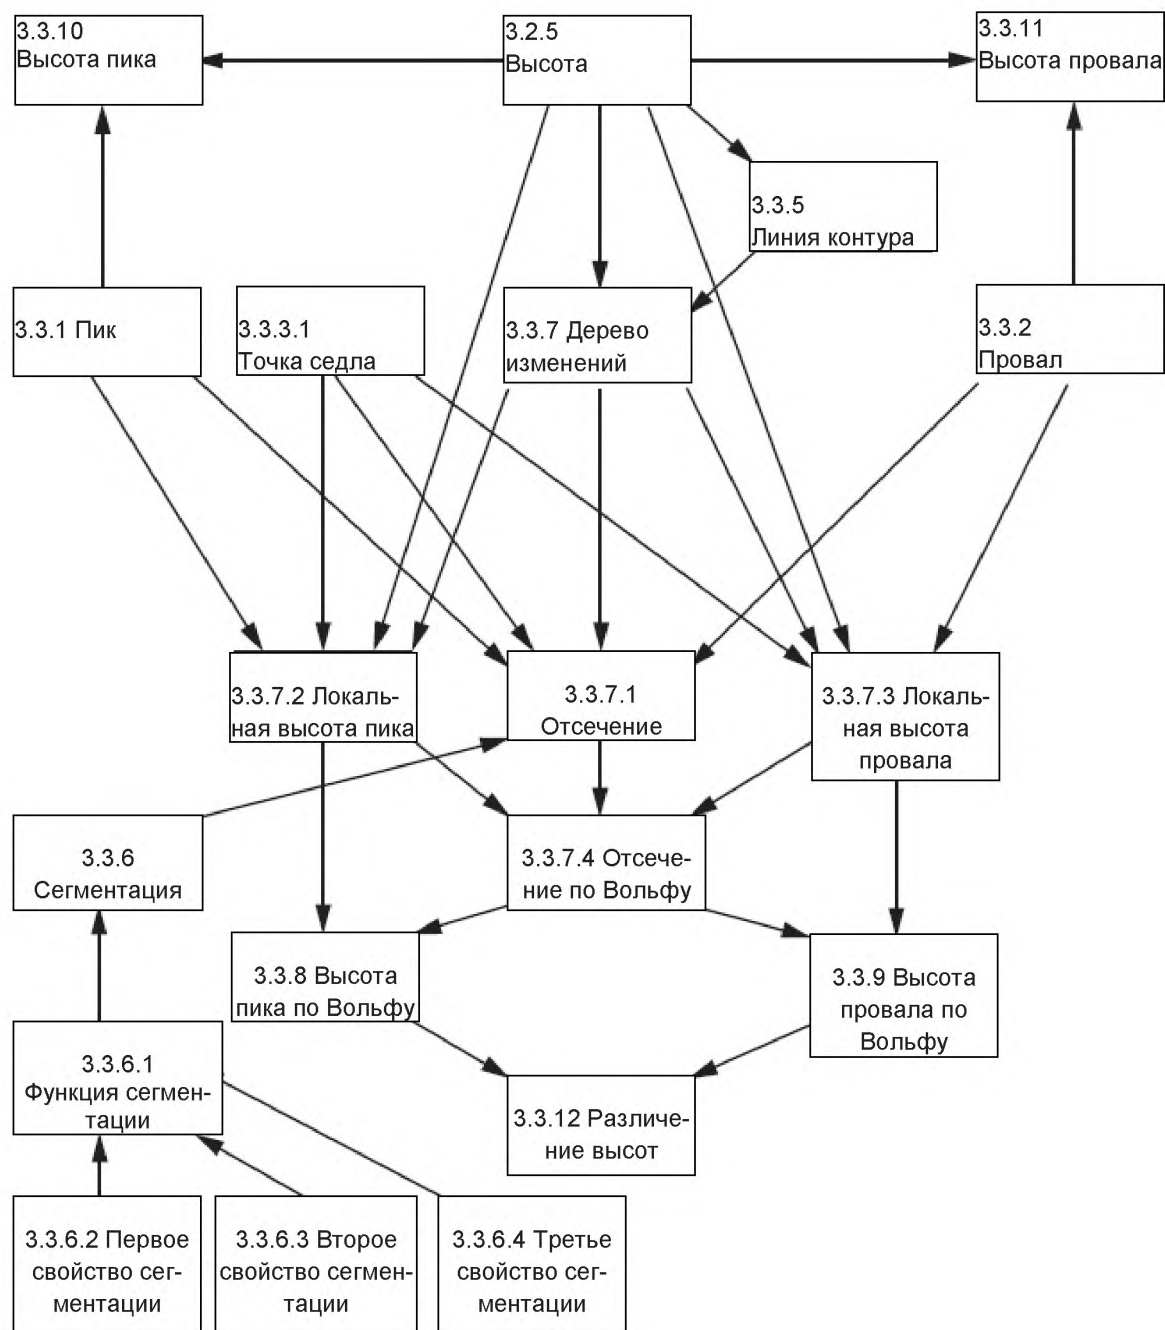 3.3.10
Высота пика
3.2.5
Высота
3.3.11
Высота провала
3.3.5
Линия контура
3.3.1 Пик
3.3.3.1
Точка седла
3.3.7 Дерево
изменений
3.3.2
Провал
3.3.7.2 Локаль-
ная высота пика
3.3.7.1
Отсечение
3.3.7.3 Локаль-
ная высота
провала
3.3.6
Сегментация
3.3.7.4 Отсече-
ние по Вольфу
3.3.8 Высота
пика по Вольфу
3.3.9 Высота
провала по
Вольфу
3.3.6.1
Функция сегмен-
тации
3.3.12 Различе-
ние высот
3.3.6.2 Первое
свойство сег-
ментации
3.3.6.3 Второе
свойство сегмен-
тации
3.3.6.4 Третье
свойство сег-
ментации